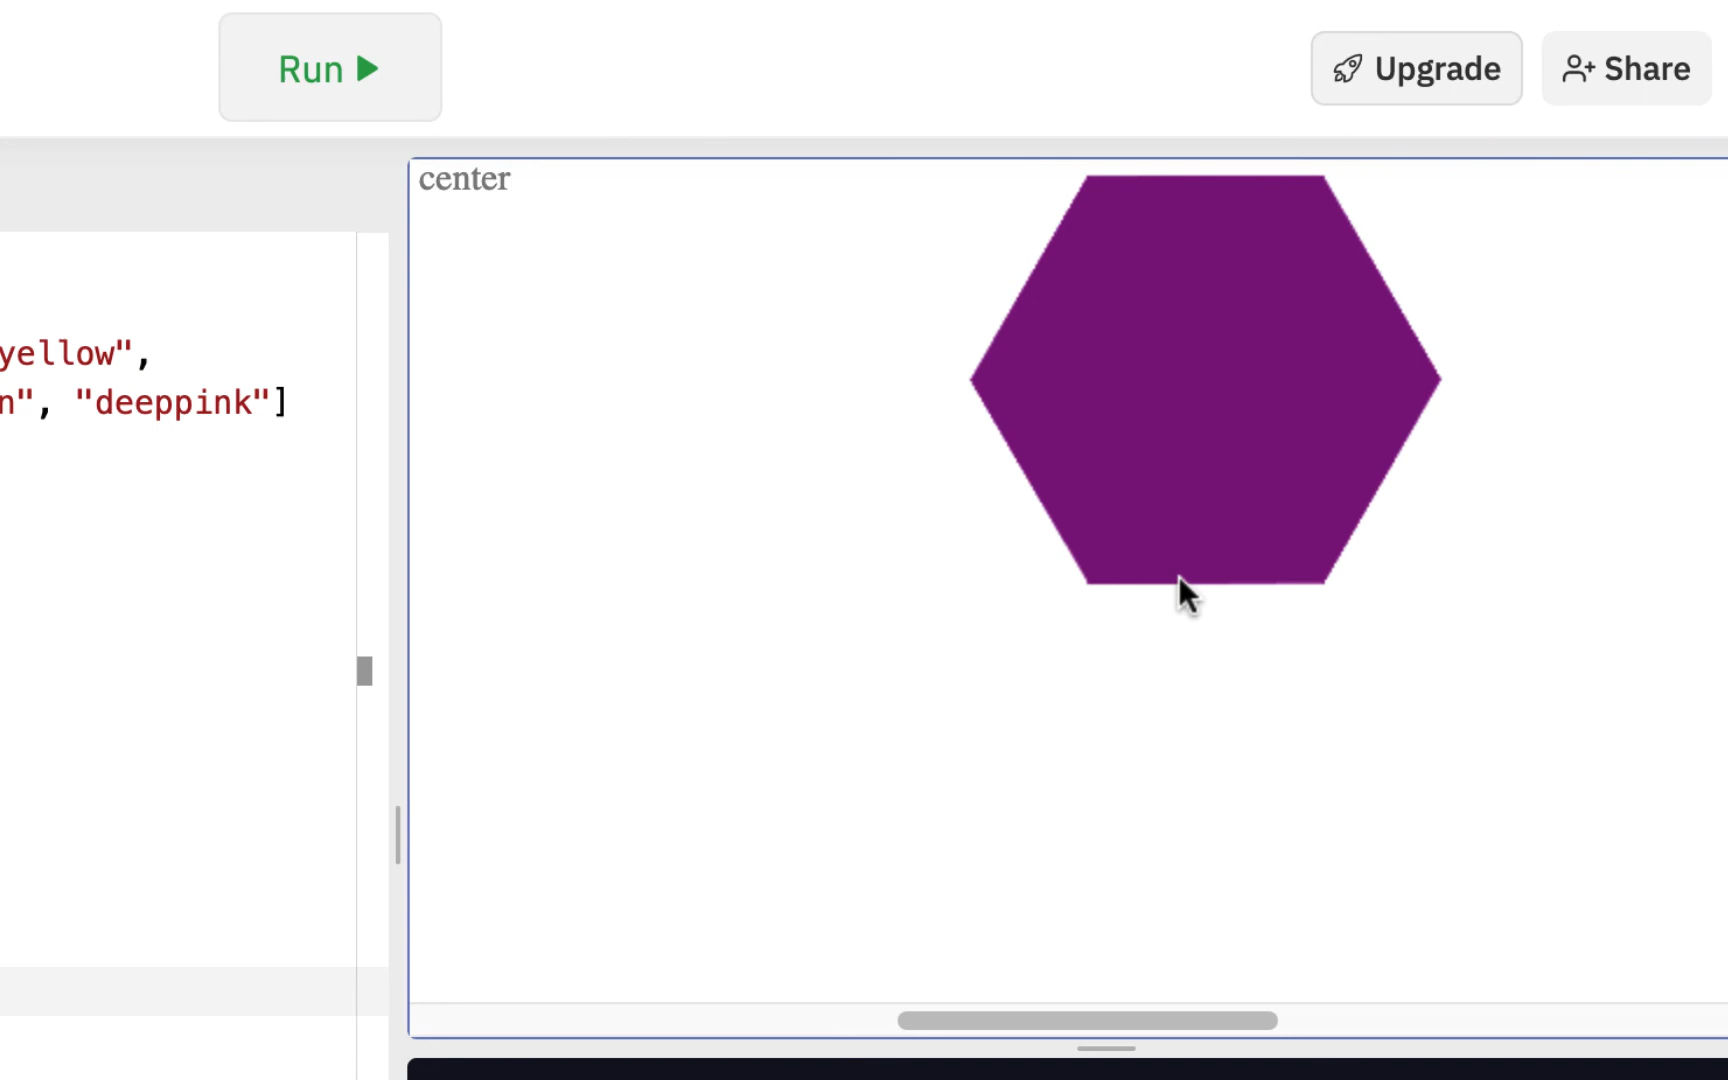 Run
Upgrade
Share
center
yellow",
n", "deeppink"]